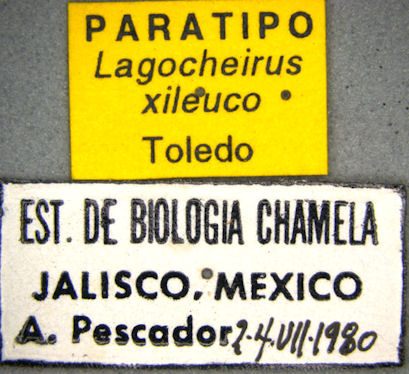 PARATIPO
Lagocheirus
xileuco
Toledo
EST. DE BIOLOGIA CHAMELA
JALISCO, MEXICO
A. Pescador 2-4.VII.1980